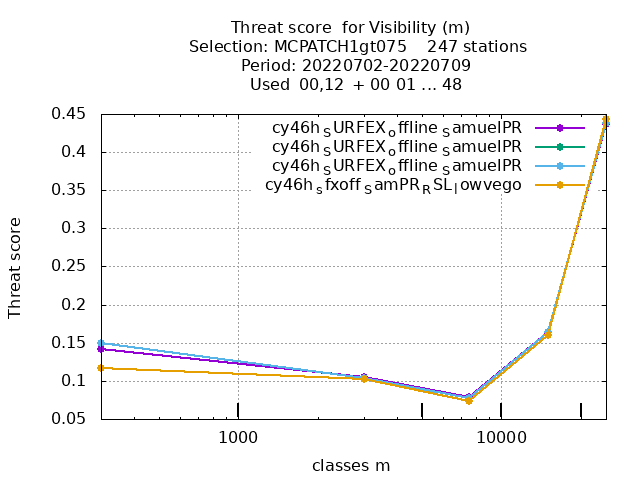 Threat score  for Visibility (m)
Selection: MCPATCH1gt075    247 stations
Period: 20220702-20220709
Used  00,12  + 00 01 ... 48
cy46h_SURFEX_offline_SamuelPR
cy46h_SURFEX_offline_SamuelPR
cy46h_SURFEX_offline_SamuelPR
cy46h_sfxoff_SamPR_RSL_lowvego
0.45
0.4
0.35
0.3
0.25
0.2
0.15
0.1
0.05
Threat score
1000 10000
classes m